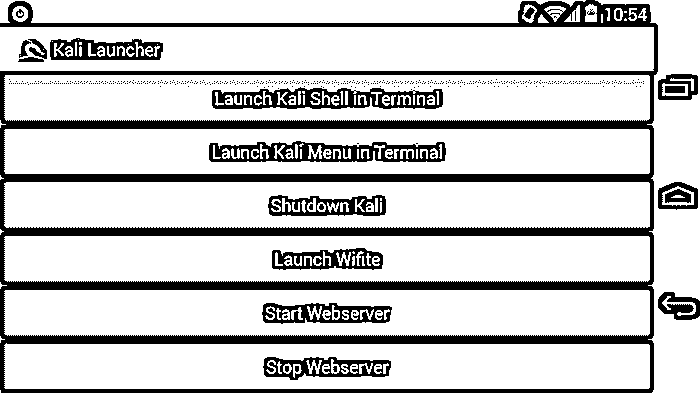 10:54
Kali Launcher
Launch Kali Shell in Terminal
Launch Kali Menu in Terminal
Shutdown Kali
Launch Wifite
Start Webserver
Stop Webserver